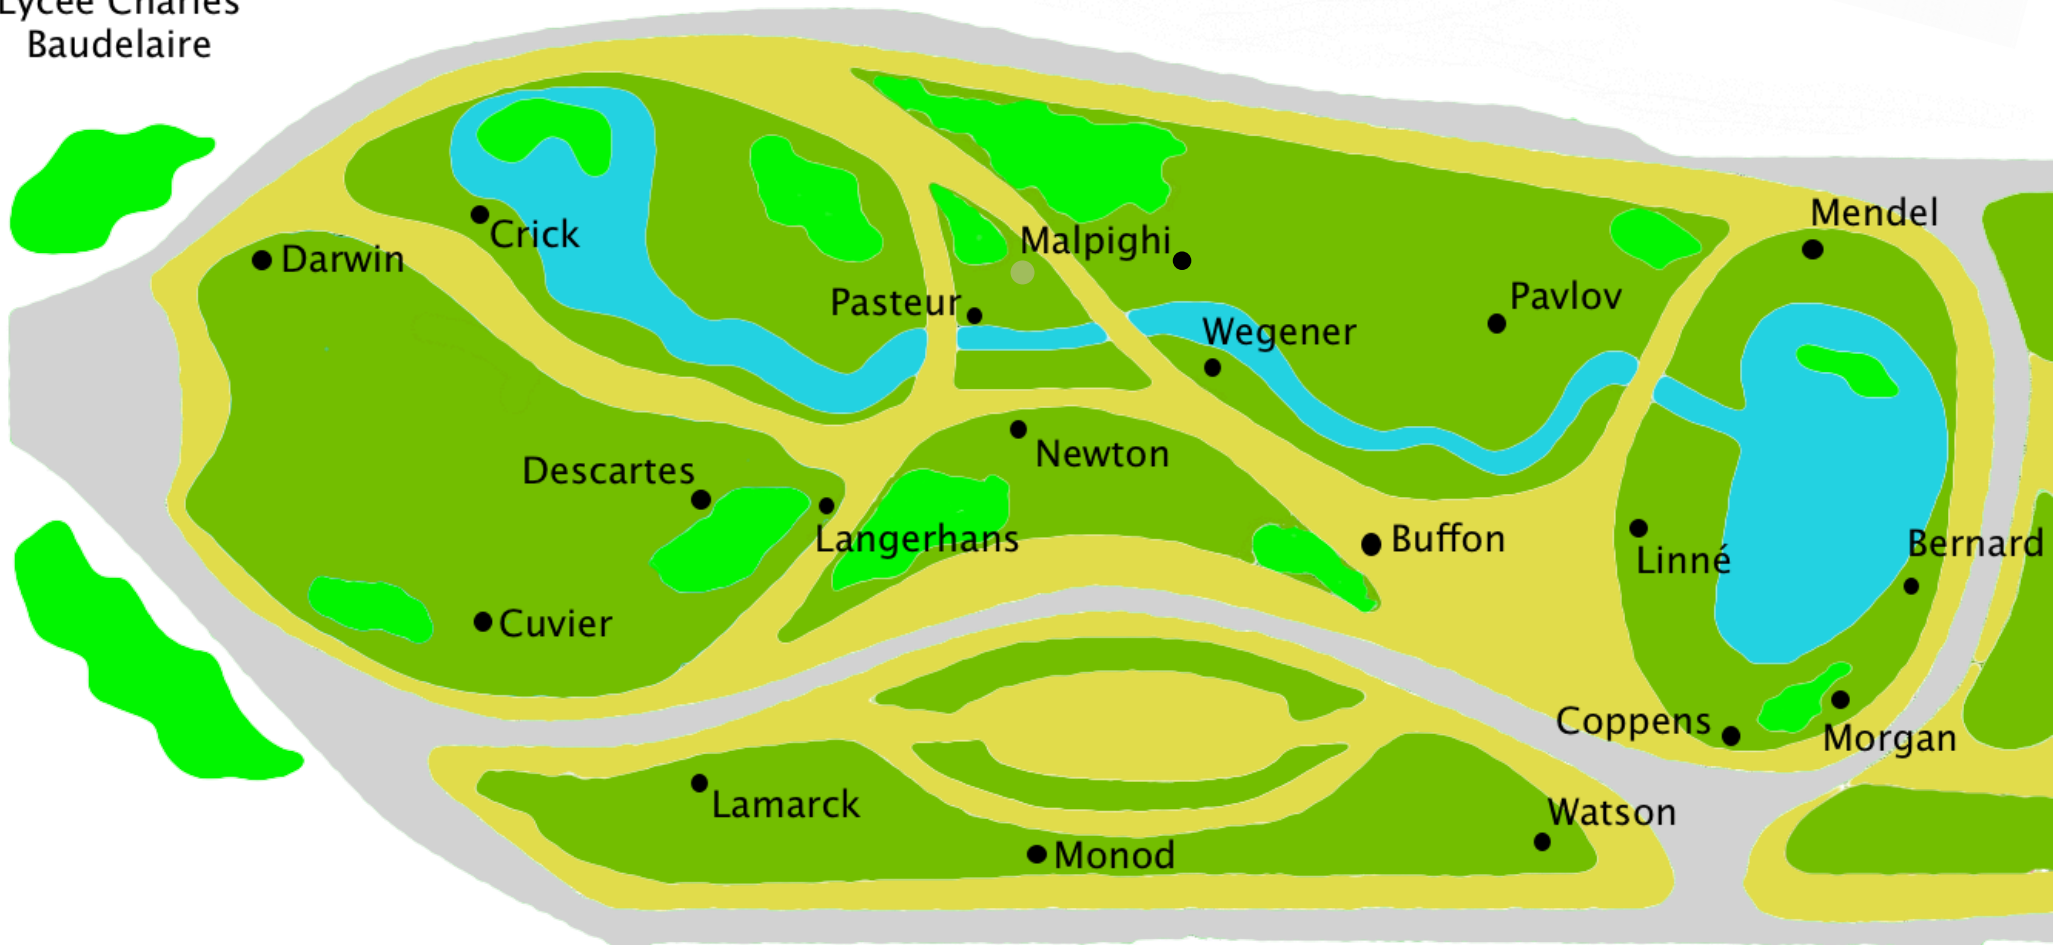 Lycée Charles
Baudelaire
Mendel
Crick
Malpighi
Darwin
Pasteur
Pavlov
Wegener
Newton
Descartes
Langerhans
Buffon
Bernard
Linné
Cuvier
Coppens
Morgan
Lamarck
Watson
Monod